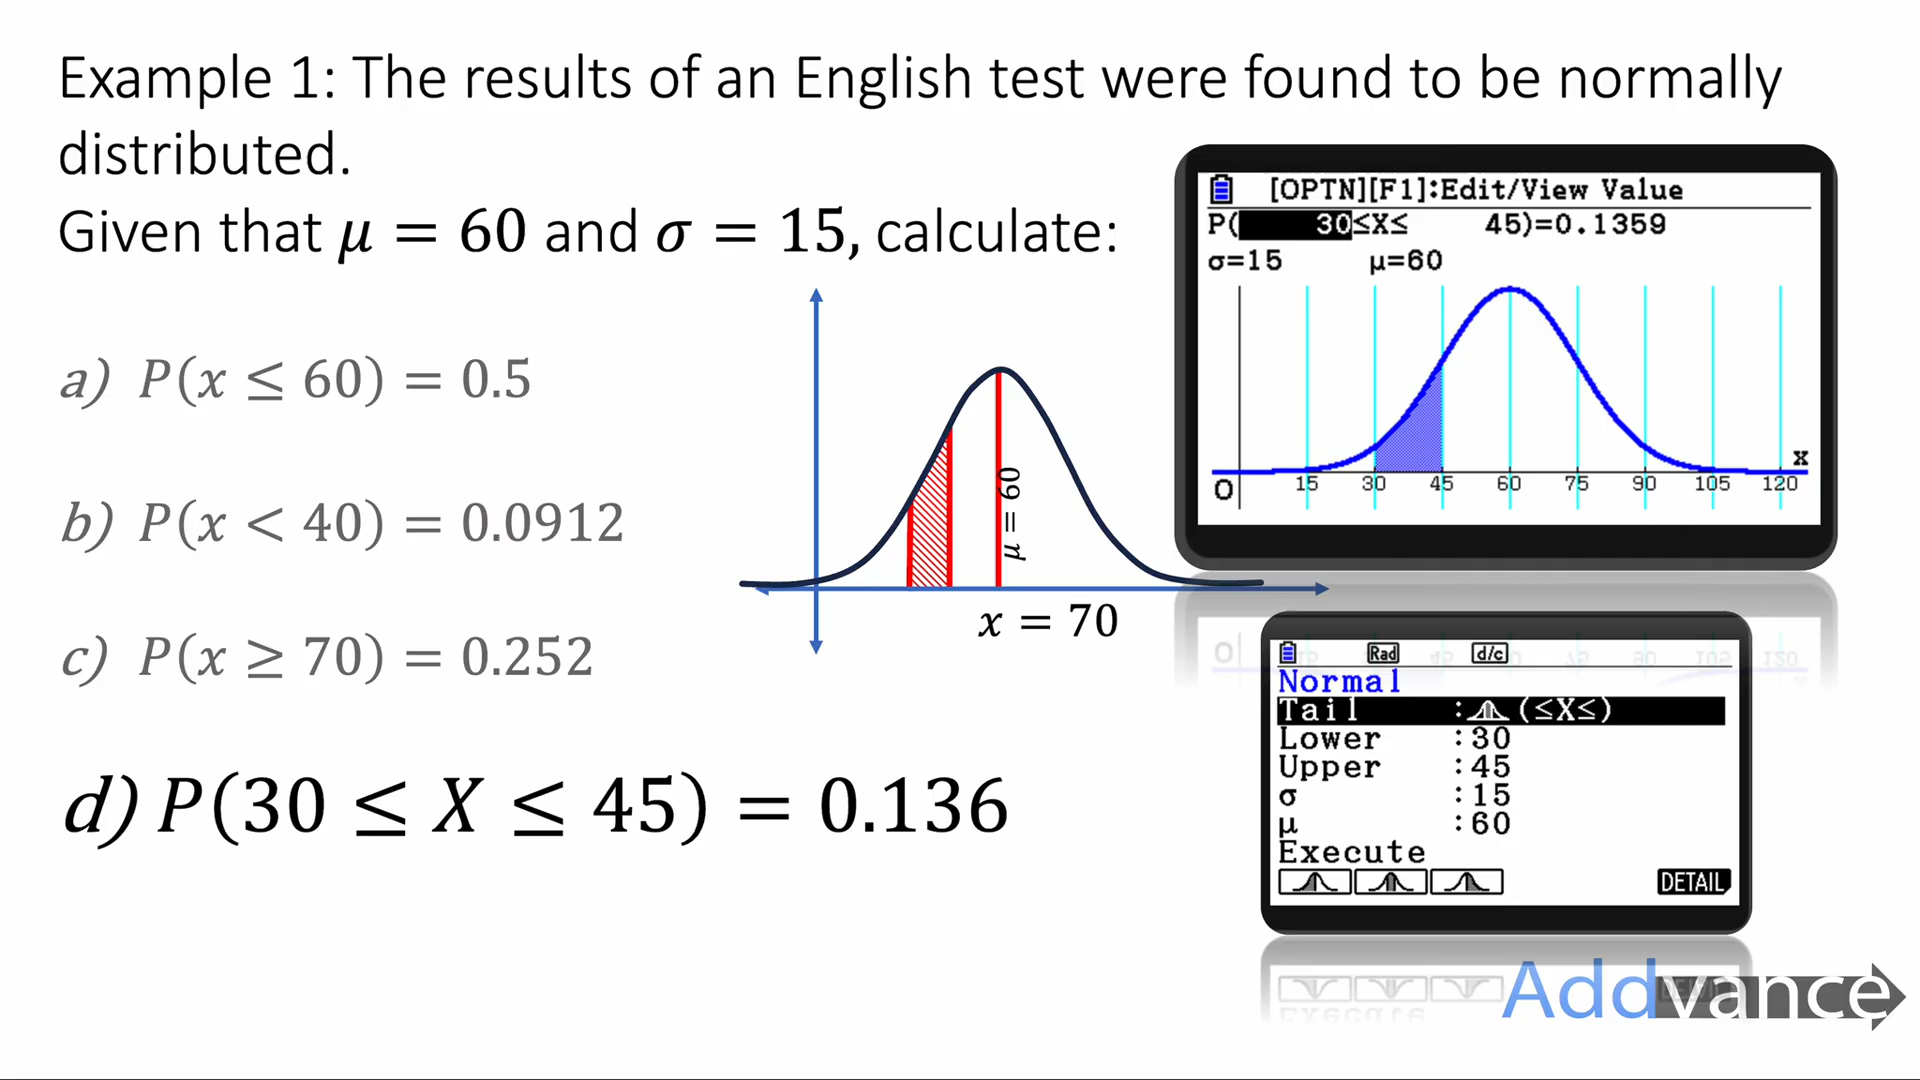 Example 1: The results of an English test were found to be normally
distributed.
Given that μ = 60 and σ = 15, calculate:
a) P(x ≤ 60) = 0.5
b) P(x < 40) = 0.0912
c) P(x ≥ 70) = 0.252
d) P(30 ≤ X ≤ 45) = 0.136
μ = 60
x = 70
[OPTN][F1]:Edit/View Value
P( 30≤X≤ 45)=0.1359
σ=15 μ=60
x
O 15 30 45 60 75 90 105 120
Rad d/c
Normal
Tail :(≤X≤)
Lower :30
Upper :45
σ :15
μ :60
Execute
DETAIL
Addvance